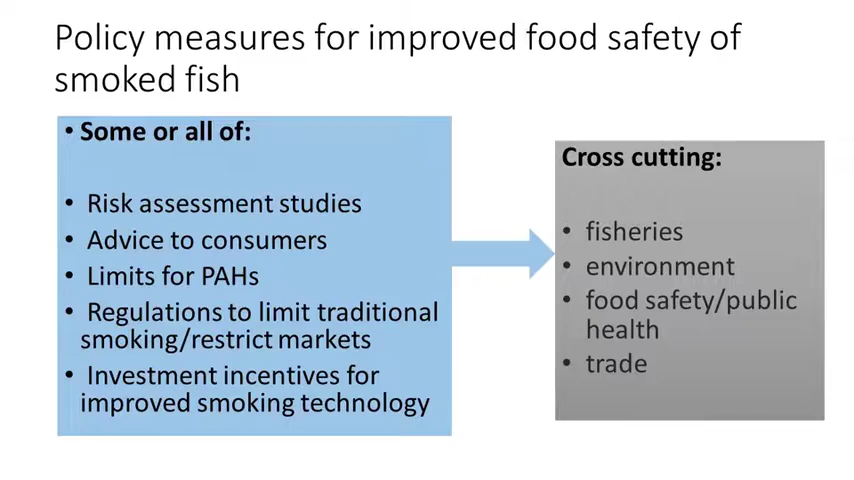 Policy measures for improved food safety of
smoked fish
• Some or all of:
• Risk assessment studies
• Advice to consumers
• Limits for PAHs
• Regulations to limit traditional
smoking/restrict markets
• Investment incentives for
improved smoking technology
Cross cutting:
• fisheries
• environment
• food safety/public
health
• trade